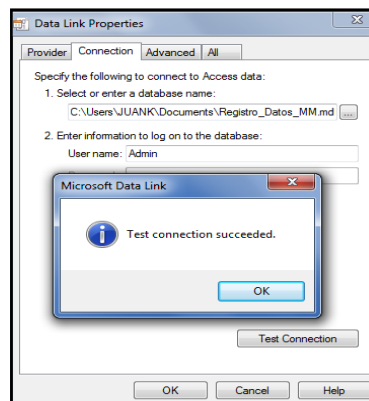 Data Link Properties
Provider Connection Advanced All
Specify the following to connect to Access data:
1. Select or enter a database name:
C:\Users\JUANK\Documents\Registro_Datos_MM.md ...
2. Enter information to log on to the database:
User name: Admin
Microsoft Data Link
Test connection succeeded.
OK
Test Connection
OK Cancel Help